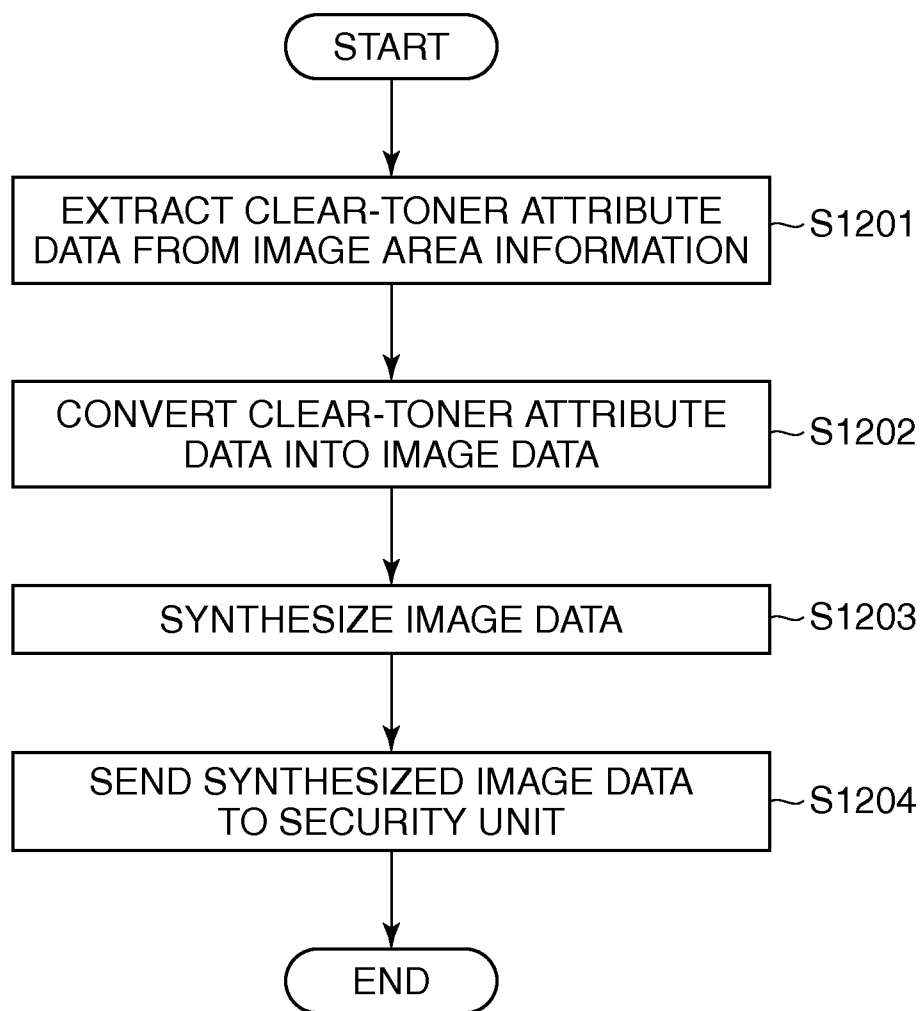 START
EXTRACT CLEAR-TONER ATTRIBUTE
DATA FROM IMAGE AREA INFORMATION
S1201
CONVERT CLEAR-TONER ATTRIBUTE
DATA INTO IMAGE DATA
S1202
SYNTHESIZE IMAGE DATA
S1203
SEND SYNTHESIZED IMAGE DATA
TO SECURITY UNIT
S1204
END